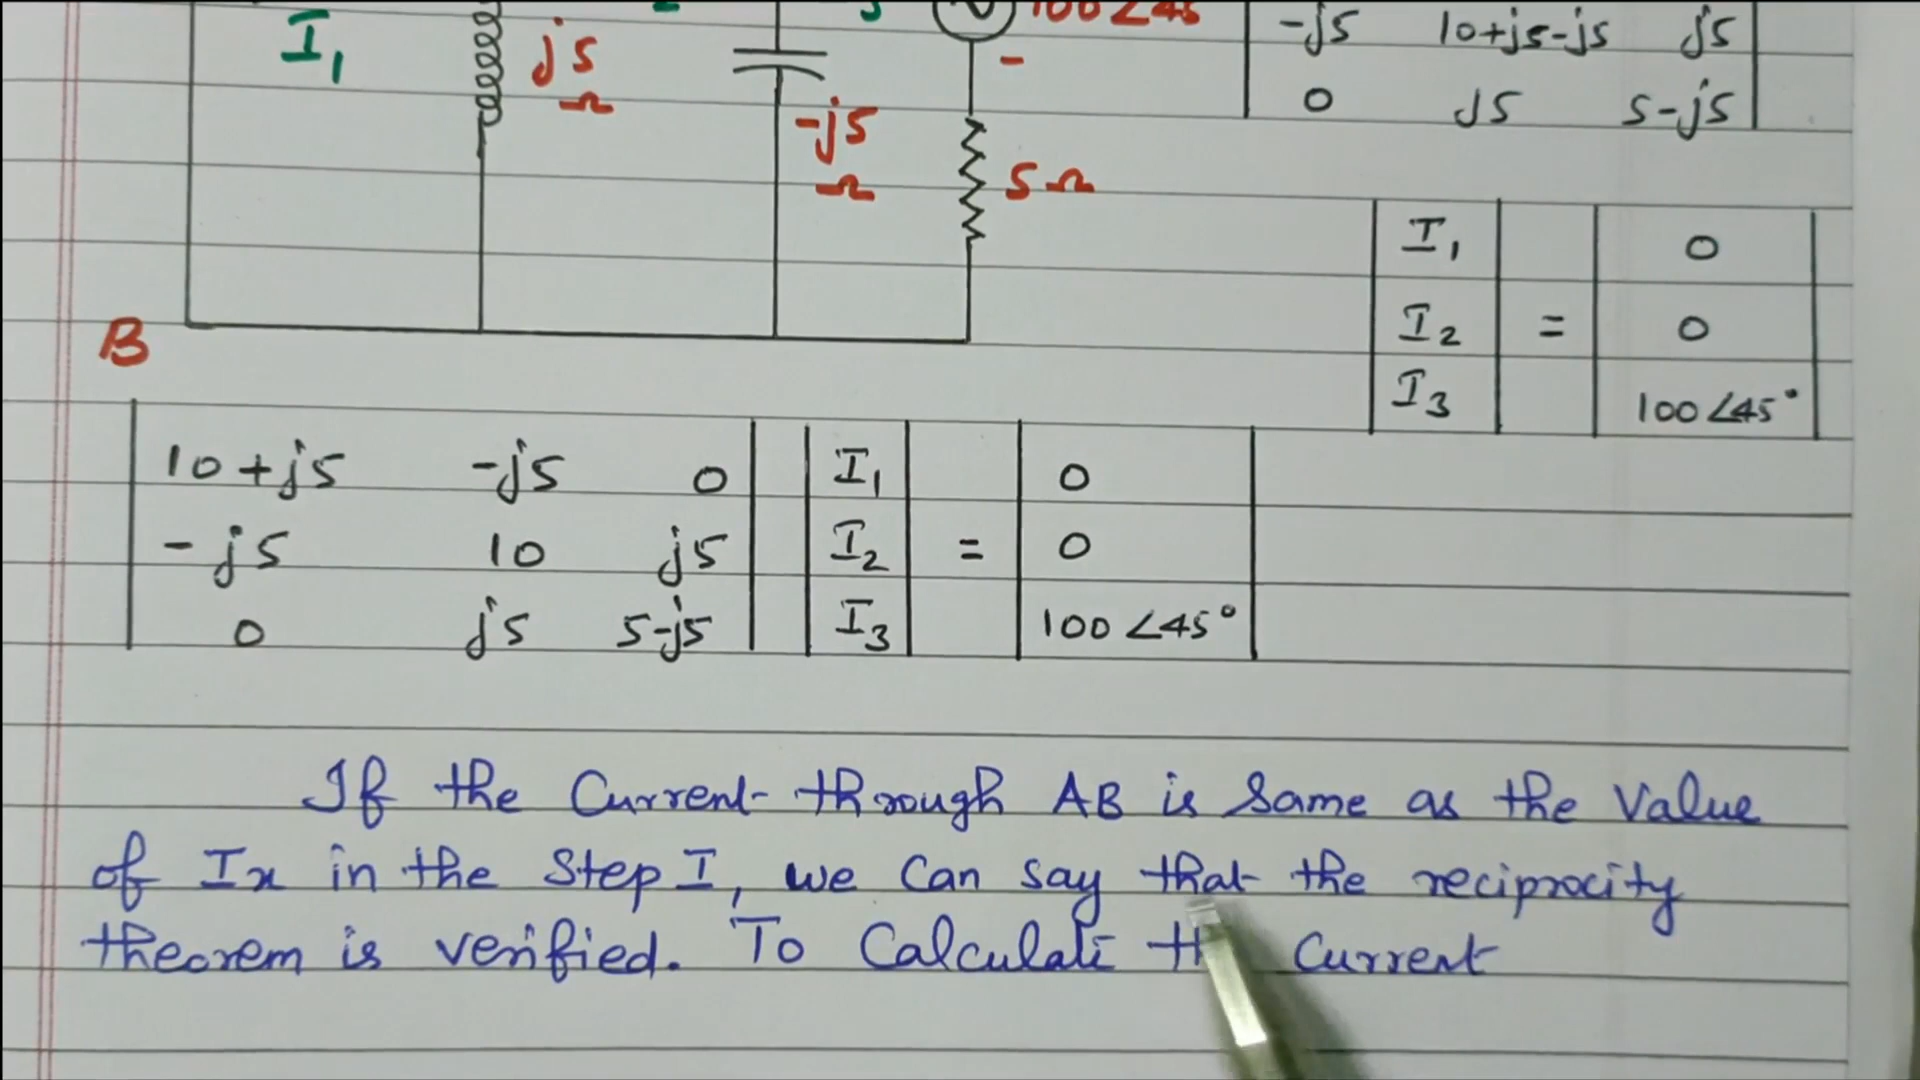 I1 j5 Ω
-j5 Ω
100∠45
-
5 Ω
B
-j5 10+j5-j5 j5
0 j5 5-j5
I1 0
I2 = 0
I3 100∠45°
10+j5 -j5 0 I1 0
-j5 10 j5 I2 = 0
0 j5 5-j5 I3 100∠45°
If the Current through AB is Same as the Value
of Ix in the Step I, we Can say that the reciprocity
theorem is verified. To Calculate Current